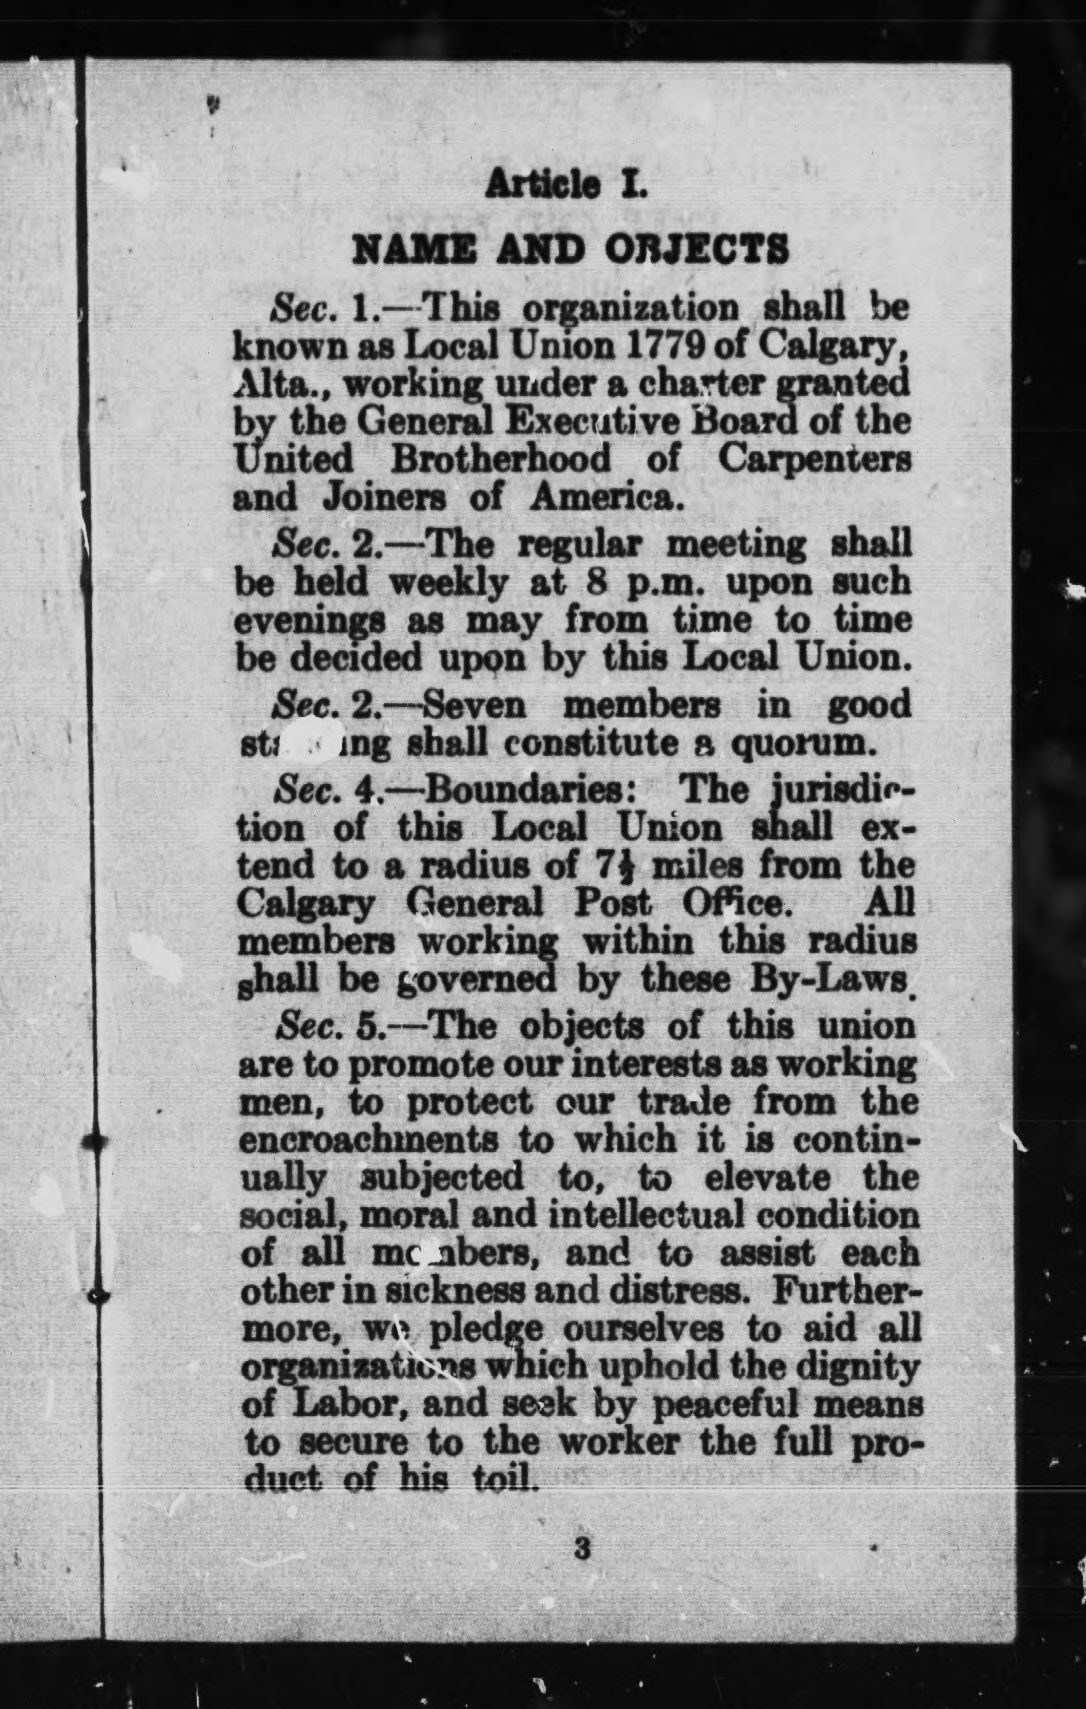 Article I.
NAME AND OBJECTS
Sec. 1.—This organization shall be
known as Local Union 1779 of Calgary,
Alta., working under a charter granted
by the General Executive Board of the
United Brotherhood of Carpenters
and Joiners of America.
Sec. 2.—The regular meeting shall
be held weekly at 8 p.m. upon such
evenings as may from time to time
be decided upon by this Local Union.
Sec. 2.—Seven members in good
standing shall constitute a quorum.
Sec. 4.—Boundaries: The jurisdic-
tion of this Local Union shall ex-
tend to a radius of 7½ miles from the
Calgary General Post Office. All
members working within this radius
shall be governed by these By-Laws.
Sec. 5.—The objects of this union
are to promote our interests as working
men, to protect our trade from the
encroachments to which it is contin-
ually subjected to, to elevate the
social, moral and intellectual condition
of all members, and to assist each
other in sickness and distress. Further-
more, we pledge ourselves to aid all
organizations which uphold the dignity
of Labor, and seek by peaceful means
to secure to the worker the full pro-
duct of his toil.
3